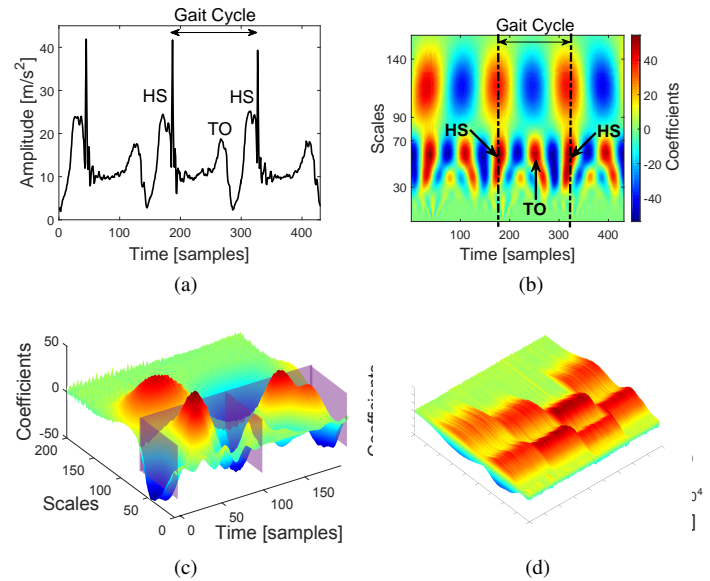 Gait Cycle
Amplitude [m/s²]
40
30
20
10
0
HS
HS
TO
0
100
200
300
400
Time [samples]
(a)
Gait Cycle
Scales
140
90
70
30
HS
HS
TO
100
200
300
400
Time [samples]
40
20
0
-20
-40
Coefficients
(b)
Coefficients
50
0
-50
200
150
100
50
0
Scales
0
50
100
150
Time [samples]
(c)
(d)